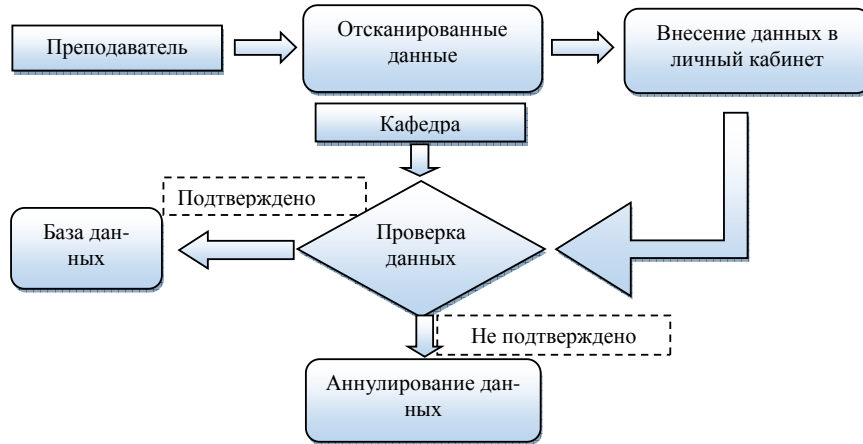 Преподаватель
Отсканированные
данные
Внесение данных в
личный кабинет
Кафедра
Подтверждено
База дан-
ных
Проверка
данных
Не подтверждено
Аннулирование дан-
ных